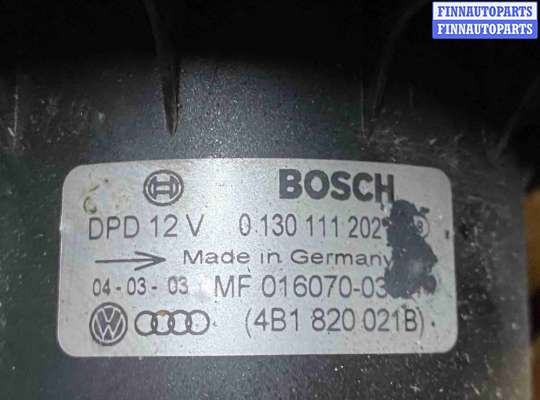 FINNAUTOPARTS
FINNAUTOPARTS
BOSCH
DPD 12 V 0 130 111 202
Made in Germany
04-03-03 MF 016070-03
(4B1 820 021B)